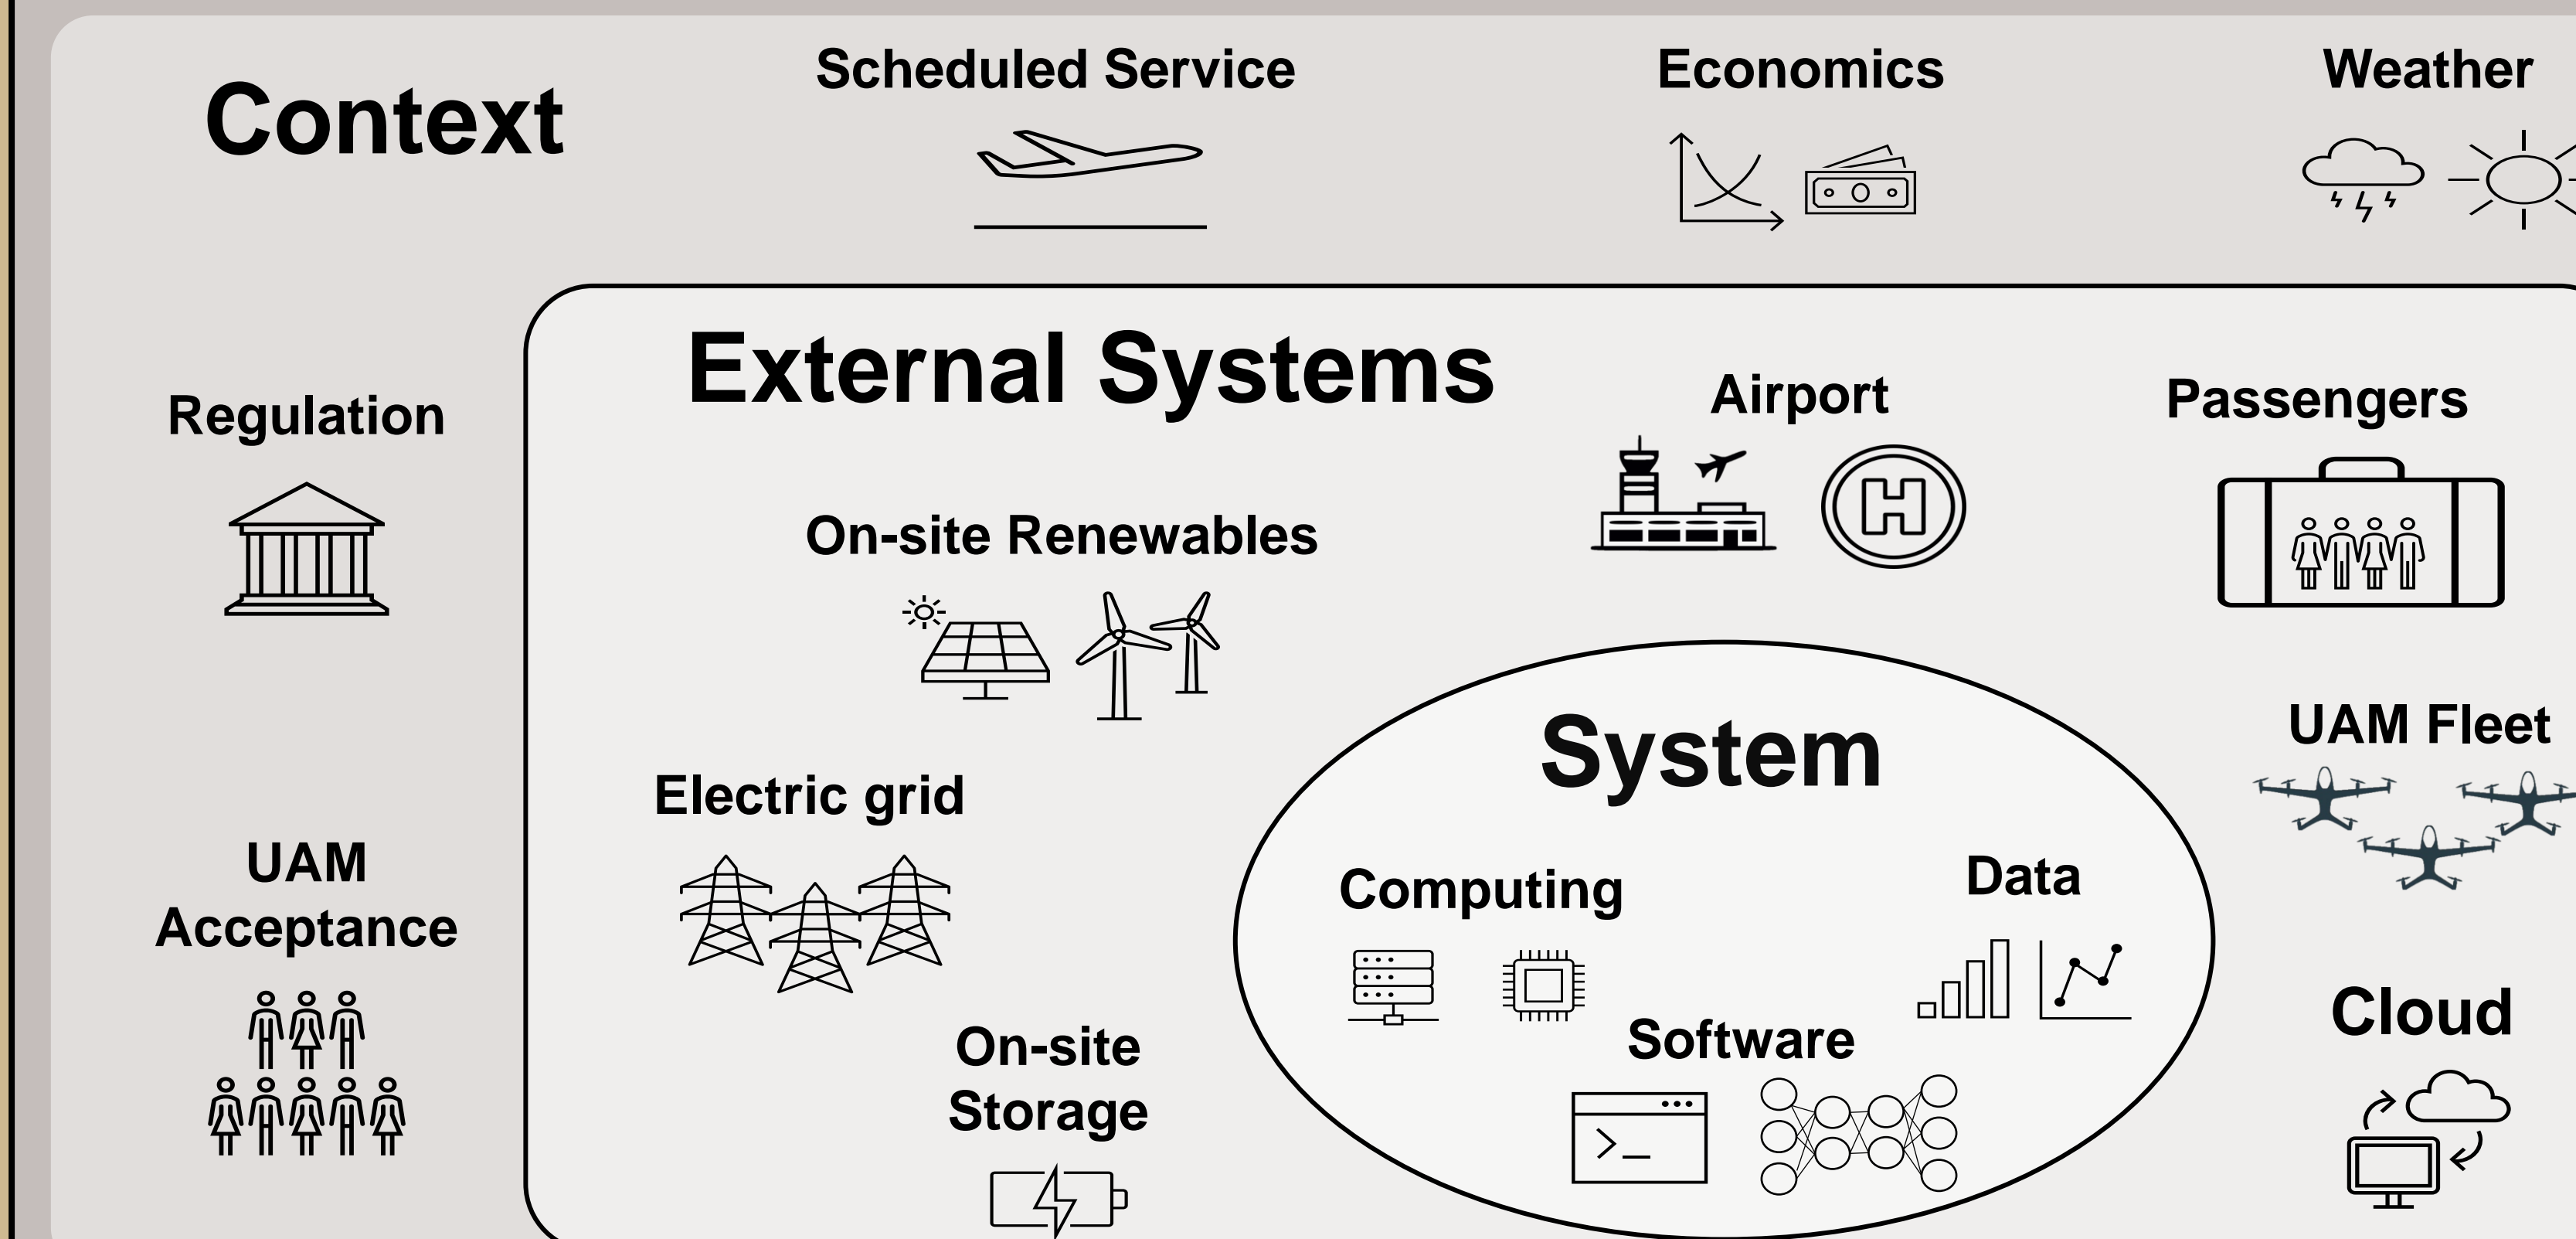 Context
Scheduled Service
Economics
Weather
External Systems
Regulation
Airport
Passengers
On-site Renewables
System
UAM Fleet
Electric grid
UAM
Acceptance
Computing
Data
Cloud
On-site
Storage
Software